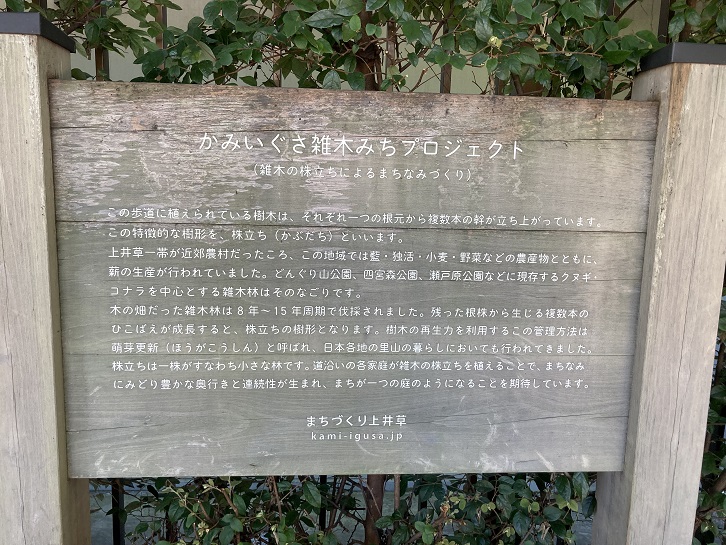 かみいぐさ雑木みちプロジェクト
（雑木の株立ちによるまちなみづくり）
この歩道に植えられている樹木は、それぞれ一つの根元から複数本の幹が立ち上がっています。
この特徴的な樹形を、株立ち（かぶだち）といいます。
上井草一帯が近郊農村だったころ、この地域では藍・独活・小麦・野菜などの農産物とともに、
薪の生産が行われていました。どんぐり山公園、四宮森公園、瀬戸原公園などに現存するクヌギ・
コナラを中心とする雑木林はそのなごりです。
木の畑だった雑木林は8年〜15年周期で伐採されました。残った根株から生じる複数本の
ひこばえが成長すると、株立ちの樹形となります。樹木の再生力を利用するこの管理方法は
萌芽更新（ほうがこうしん）と呼ばれ、日本各地の里山の暮らしにおいても行われてきました。
株立ちは一株がすなわち小さな林です。道沿いの各家庭が雑木の株立ちを植えることで、まちなみ
にみどり豊かな奥行きと連続性が生まれ、まちが一つの庭のようになることを期待しています。
まちづくり上井草
kami-igusa.jp